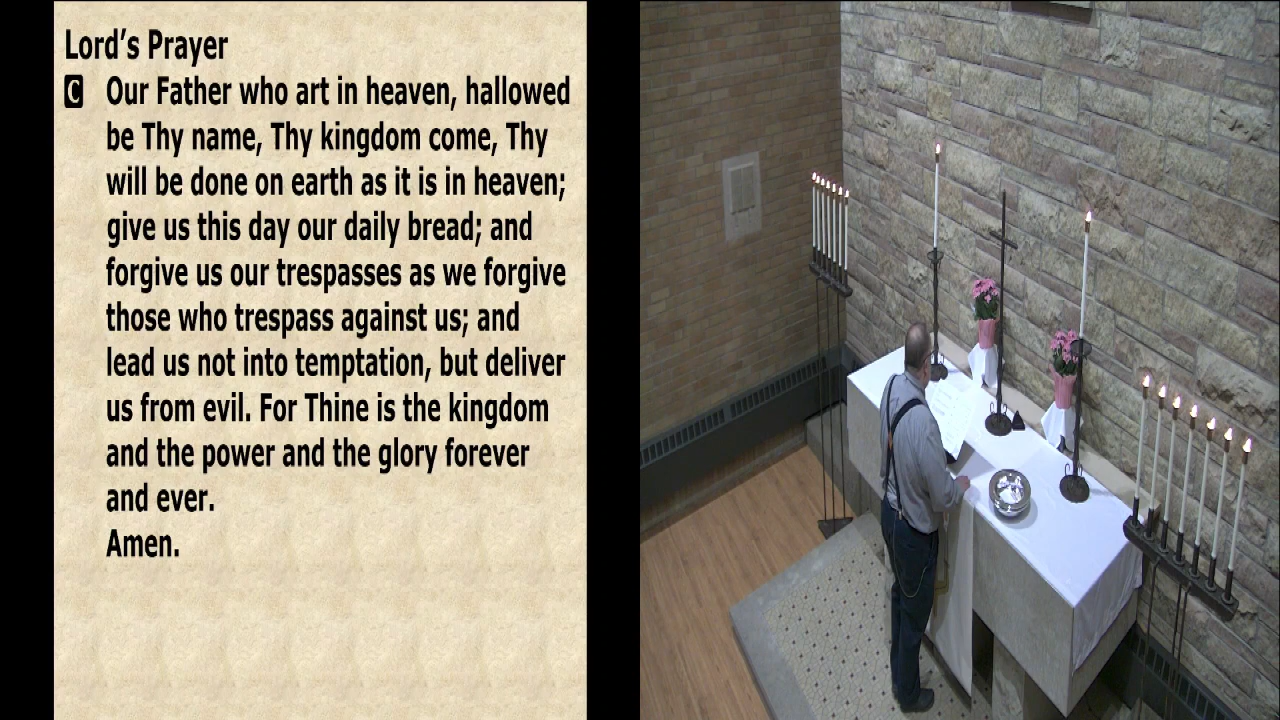 Lord's Prayer
C Our Father who art in heaven, hallowed
be Thy name, Thy kingdom come, Thy
will be done on earth as it is in heaven;
give us this day our daily bread; and
forgive us our trespasses as we forgive
those who trespass against us; and
lead us not into temptation, but deliver
us from evil. For Thine is the kingdom
and the power and the glory forever
and ever.
Amen.